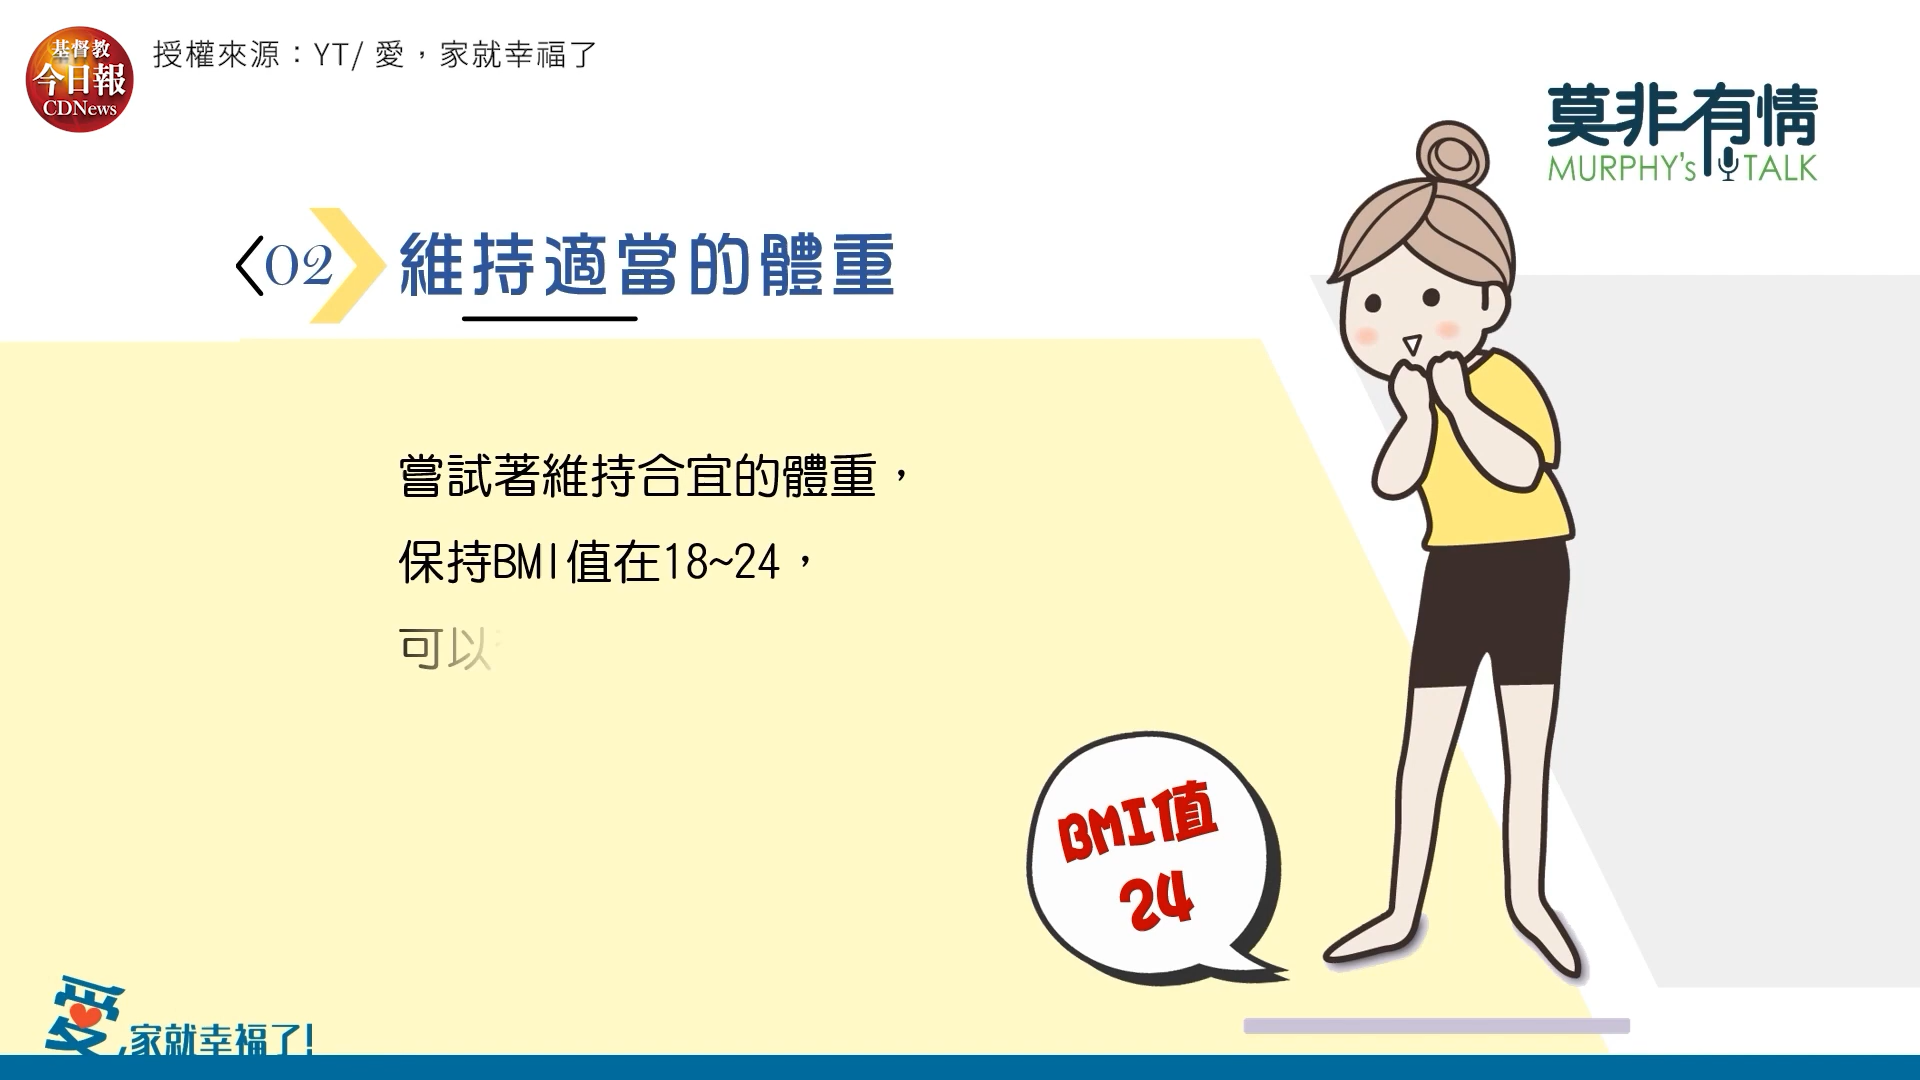 基督教
今日報
CDNews
授權來源：YT/ 愛，家就幸福了
莫非有情
MURPHY's TALK
02
維持適當的體重
嘗試著維持合宜的體重，
保持BMI值在18~24，
可以
BMI值
24
愛,家就幸福了!